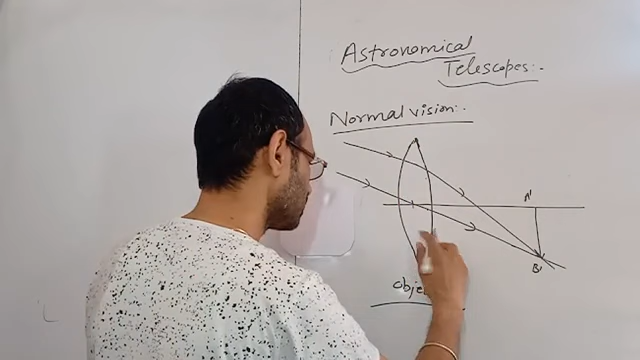 Astronomical
Telescopes:-
Normal vision:-
A'
B'